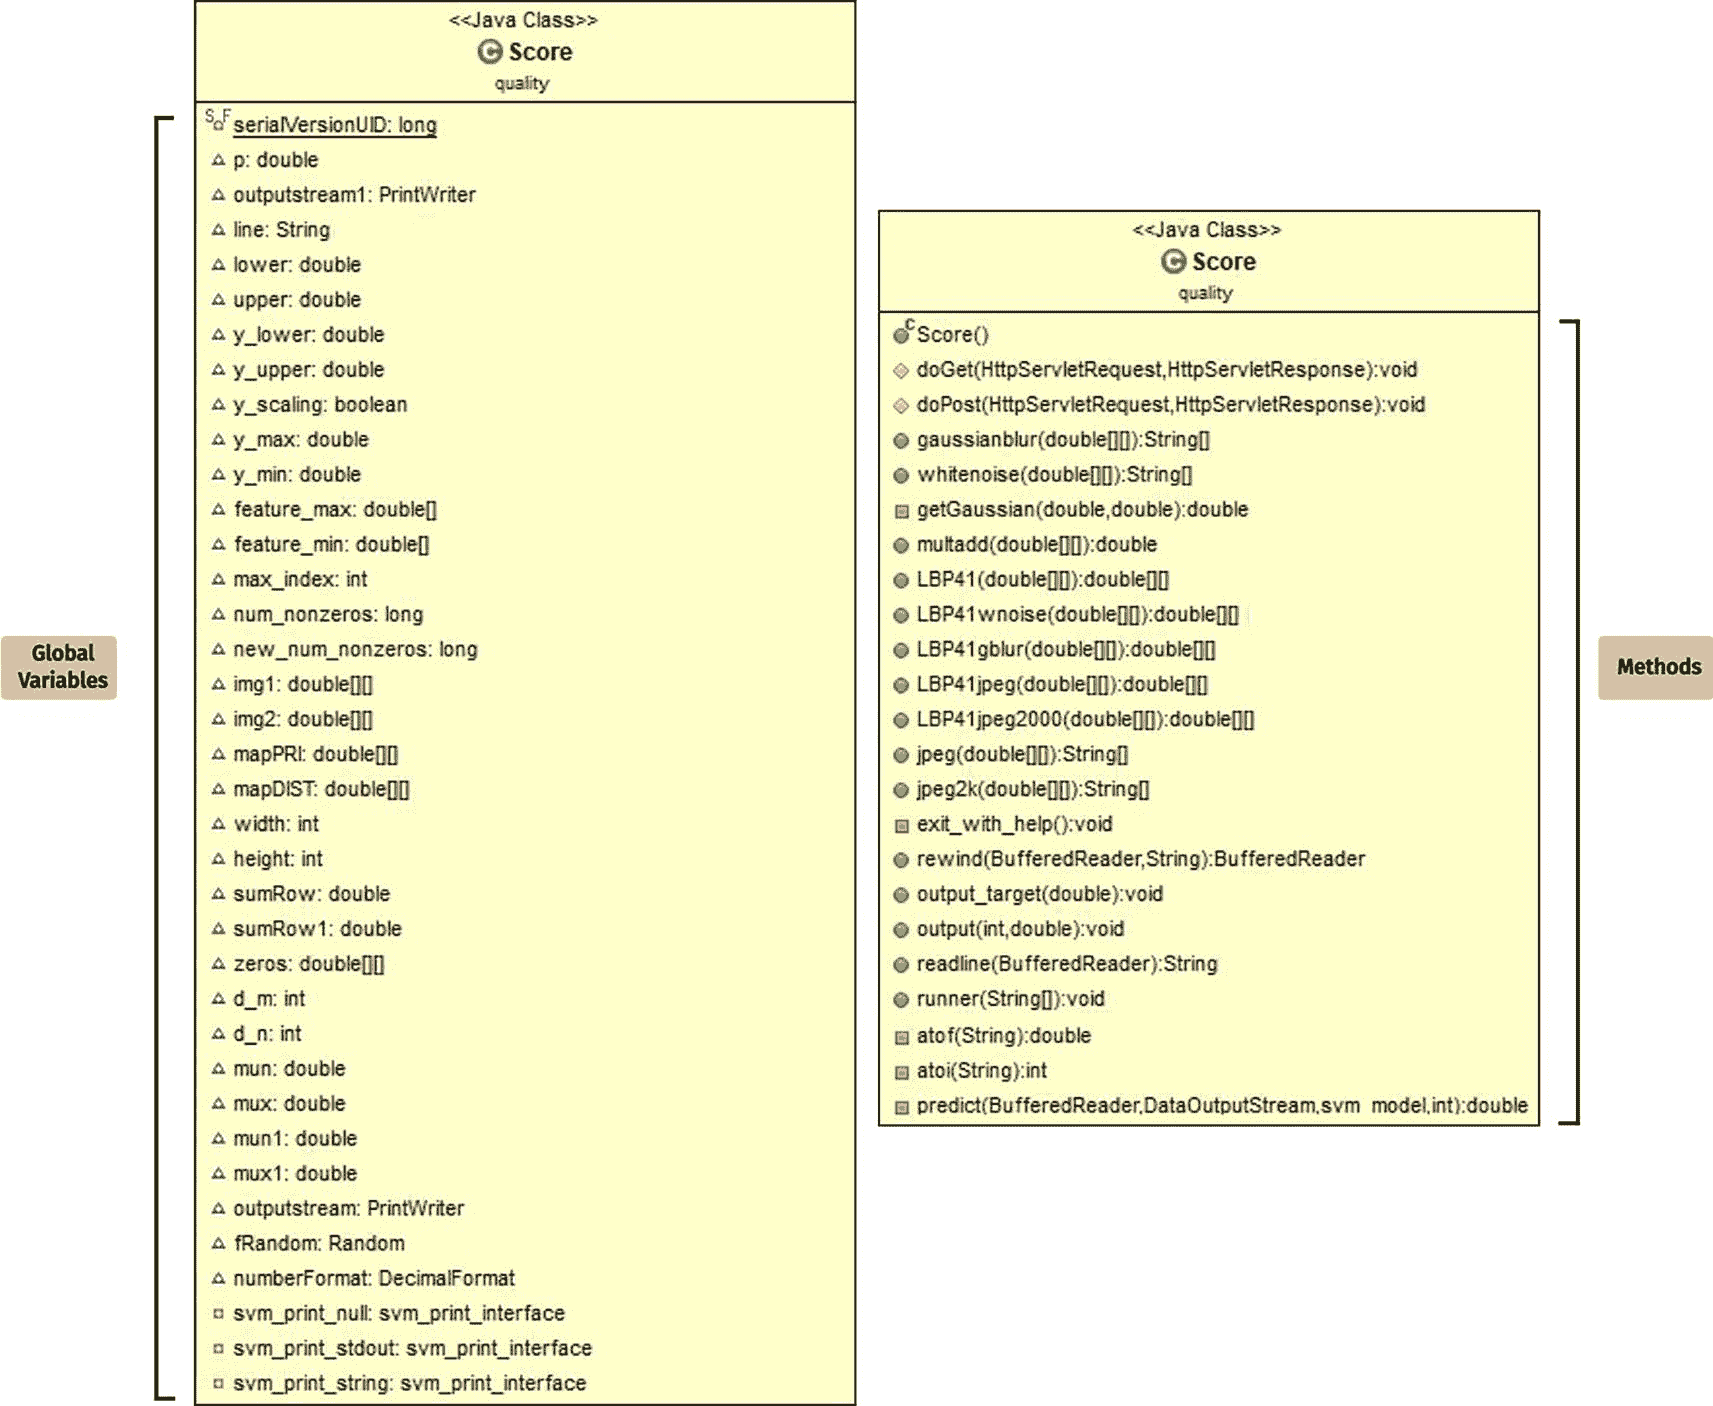 Global
Variables
<<Java Class>>
C Score
quality
S F serialVersionUID: long
p: double
outputstream1: PrintWriter
line: String
lower: double
upper: double
y_lower: double
y_upper: double
y_scaling: boolean
y_max: double
y_min: double
feature_max: double[]
feature_min: double[]
max_index: int
num_nonzeros: long
new_num_nonzeros: long
img1: double[][]
img2: double[][]
mapPRI: double[][]
mapDIST: double[][]
width: int
height: int
sumRow: double
sumRow1: double
zeros: double[][]
d_m: int
d_n: int
mun: double
mux: double
mun1: double
mux1: double
outputstream: PrintWriter
fRandom: Random
numberFormat: DecimalFormat
svm_print_null: svm_print_interface
svm_print_stdout: svm_print_interface
svm_print_string: svm_print_interface
<<Java Class>>
C Score
quality
C Score()
doGet(HttpServletRequest,HttpServletResponse):void
doPost(HttpServletRequest,HttpServletResponse):void
gaussianblur(double[][]):String[]
whitenoise(double[][]):String[]
getGaussian(double,double):double
multadd(double[][]):double
LBP41(double[][]):double[][]
LBP41wnoise(double[][]):double[][]
LBP41gblur(double[][]):double[][]
LBP41jpeg(double[][]):double[][]
LBP41jpeg2000(double[][]):double[][]
jpeg(double[][]):String[]
jpeg2k(double[][]):String[]
exit_with_help():void
rewind(BufferedReader,String):BufferedReader
output_target(double):void
output(int,double):void
readline(BufferedReader):String
runner(String[]):void
atof(String):double
atoi(String):int
predict(BufferedReader,DataOutputStream,svm_model,int):double
Methods